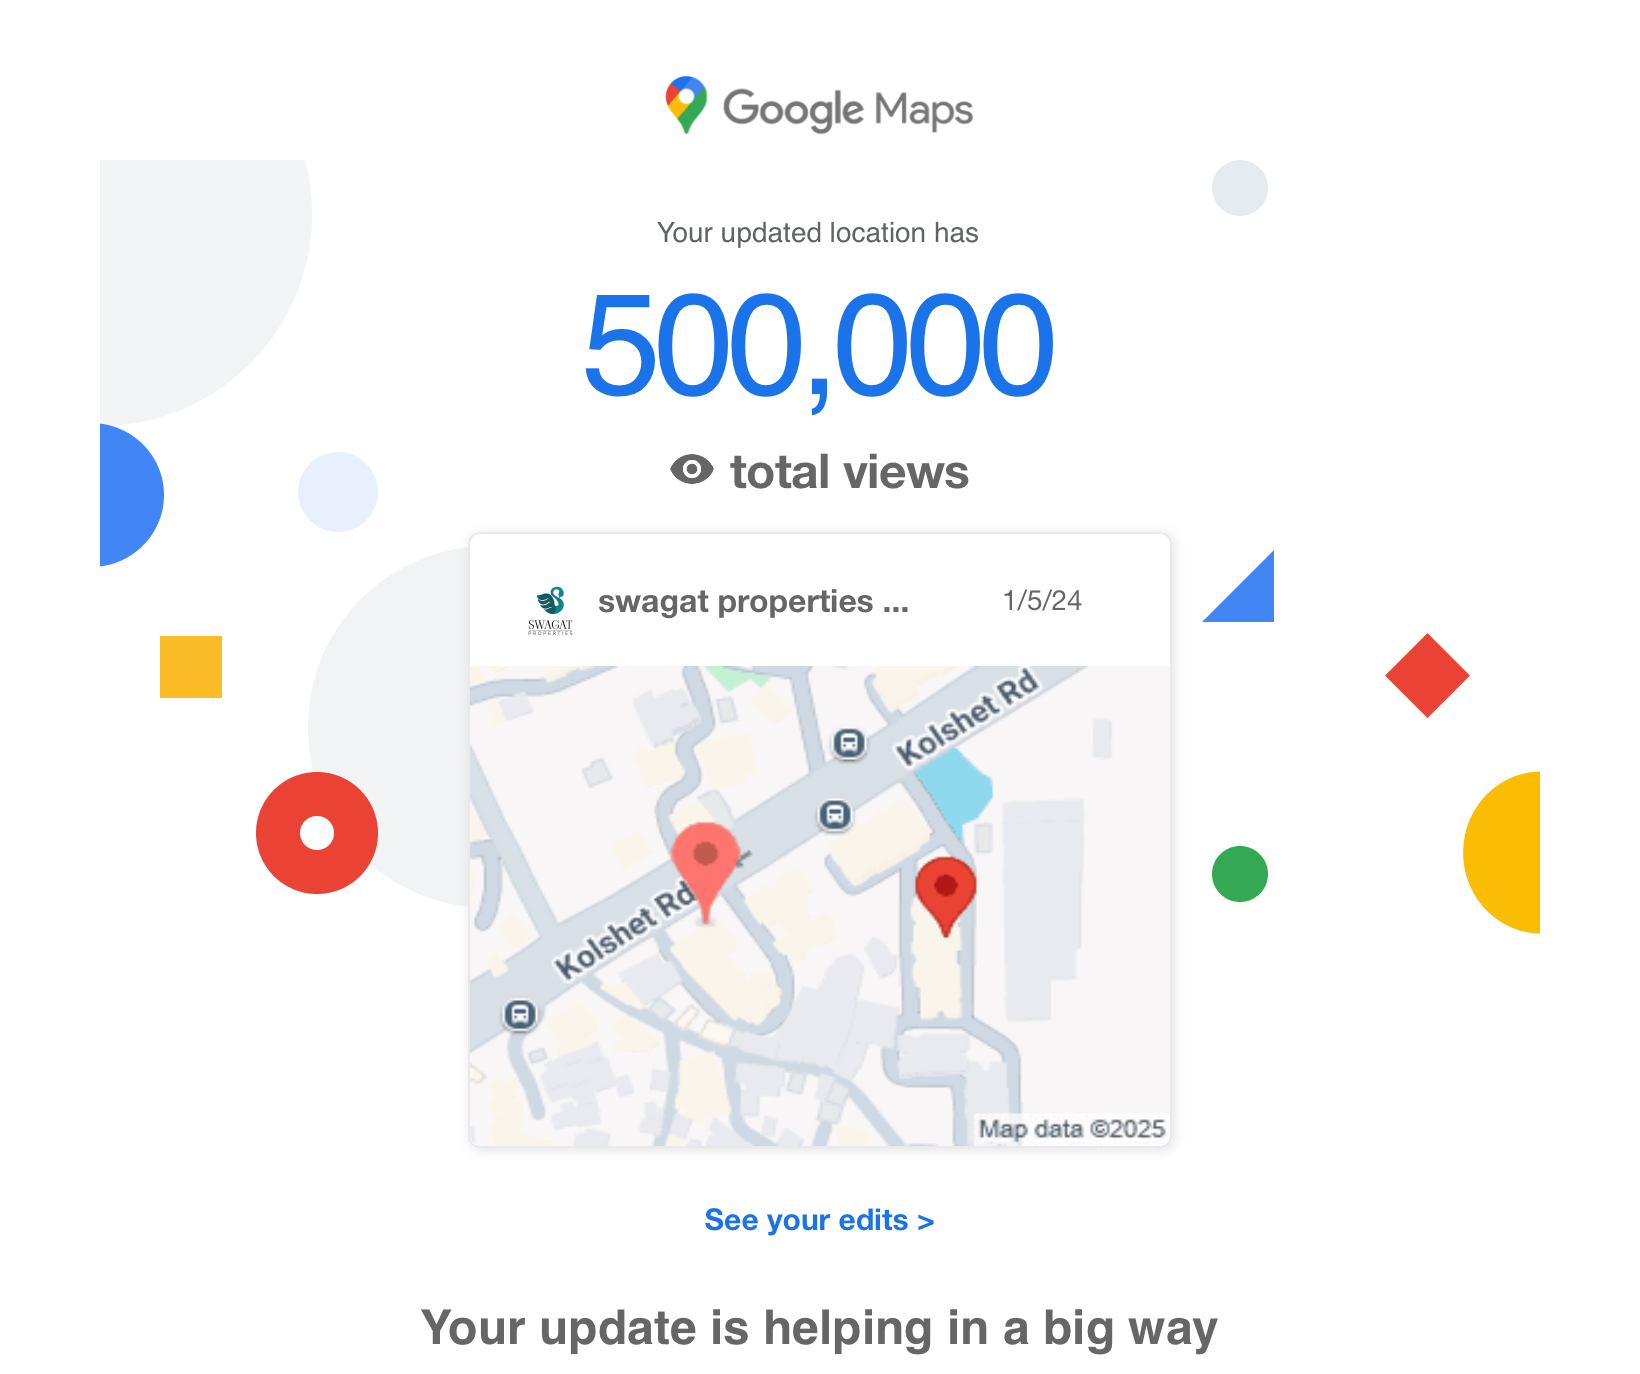 Google Maps
Your updated location has
500,000
total views
swagat properties ...
1/5/24
SWAGAT
PROPERTIES
Kolshet Rd
Kolshet Rd
Map data ©2025
See your edits >
Your update is helping in a big way